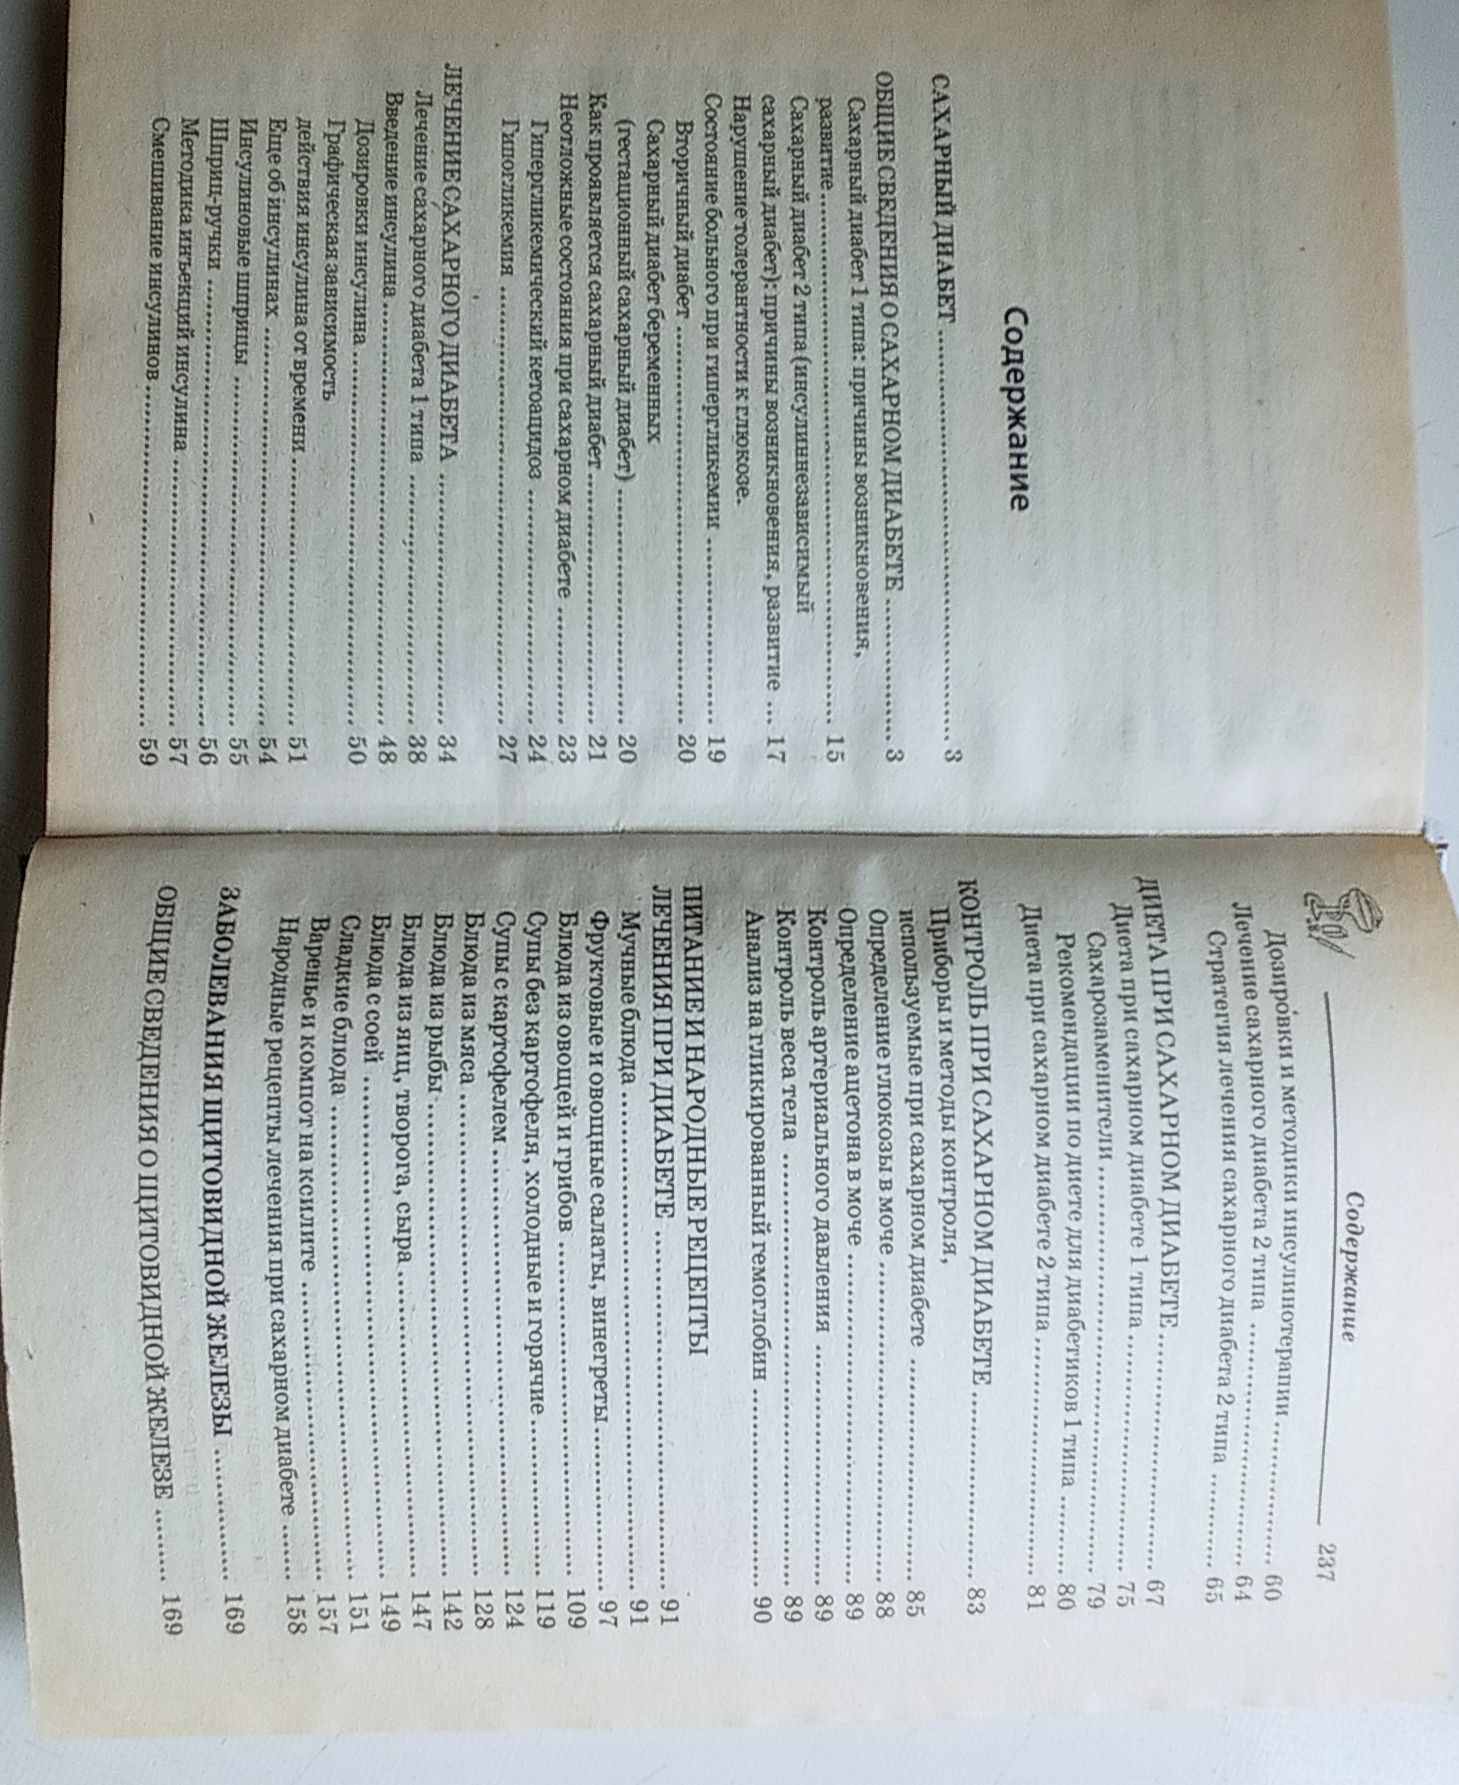 Содержание
САХАРНЫЙ ДИАБЕТ ........ 3
ОБЩИЕ СВЕДЕНИЯ О САХАРНОМ ДИАБЕТЕ ........ 3
Сахарный диабет 1 типа: причины возникновения,
развитие ........ 15
Сахарный диабет 2 типа (инсулиннезависимый
сахарный диабет): причины возникновения, развитие ... 17
Нарушение толерантности к глюкозе.
Состояние больного при гипергликемии ........ 19
Вторичный диабет ........ 20
Сахарный диабет беременных
(гестационный сахарный диабет) ........ 20
Как проявляется сахарный диабет ........ 21
Неотложные состояния при сахарном диабете ........ 23
Гипергликемический кетоацидоз ........ 24
Гипогликемия ........ 27
ЛЕЧЕНИЕ САХАРНОГО ДИАБЕТА ........ 34
Лечение сахарного диабета 1 типа ........ 38
Введение инсулина ........ 48
Дозировки инсулина ........ 50
Графическая зависимость
действия инсулина от времени ........ 51
Еще об инсулинах ........ 54
Инсулиновые шприцы ........ 55
Шприц-ручки ........ 56
Методика инъекций инсулина ........ 57
Смешивание инсулинов ........ 59
Содержание 237
Дозировки и методики инсулинотерапии ........ 60
Лечение сахарного диабета 2 типа ........ 64
Стратегия лечения сахарного диабета 2 типа ........ 65
ДИЕТА ПРИ САХАРНОМ ДИАБЕТЕ ........ 67
Диета при сахарном диабете 1 типа ........ 75
Сахарозаменители ........ 79
Рекомендации по диете для диабетиков 1 типа ........ 80
Диета при сахарном диабете 2 типа ........ 81
КОНТРОЛЬ ПРИ САХАРНОМ ДИАБЕТЕ ........ 83
Приборы и методы контроля,
используемые при сахарном диабете ........ 85
Определение глюкозы в моче ........ 88
Определение ацетона в моче ........ 89
Контроль артериального давления ........ 89
Контроль веса тела ........ 89
Анализ на гликированный гемоглобин ........ 90
ПИТАНИЕ И НАРОДНЫЕ РЕЦЕПТЫ
ЛЕЧЕНИЯ ПРИ ДИАБЕТЕ ........ 91
Мучные блюда ........ 91
Фруктовые и овощные салаты, винегреты ........ 97
Блюда из овощей и грибов ........ 109
Супы без картофеля, холодные и горячие ........ 119
Супы с картофелем ........ 124
Блюда из мяса ........ 128
Блюда из рыбы ........ 142
Блюда из яиц, творога, сыра ........ 147
Блюда с соей ........ 149
Сладкие блюда ........ 151
Варенье и компот на ксилите ........ 157
Народные рецепты лечения при сахарном диабете ...... 158
ЗАБОЛЕВАНИЯ ЩИТОВИДНОЙ ЖЕЛЕЗЫ ........ 169
ОБЩИЕ СВЕДЕНИЯ О ЩИТОВИДНОЙ ЖЕЛЕЗЕ ........ 169